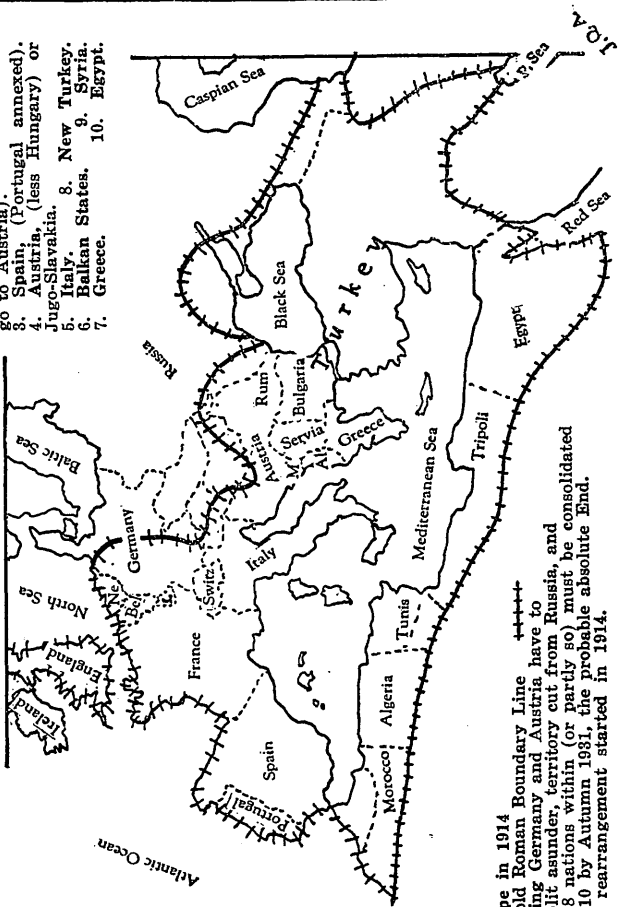 go to Austria).
3. Spain, (Portugal annexed).
4. Austria, (less Hungary) or
Jugo-Slavakia.
5. Italy. 8. New Turkey.
6. Balkan States. 9. Syria.
7. Greece. 10. Egypt.
J.Q.A.
Caspian Sea
P. Sea
Red Sea
Russia
Black Sea
Turkey
Baltic Sea
North Sea
Germany
Ireland
England
Ne.
Bel.
France
Switz
Austria
Rum
Bulgaria
Servia
M
A
Greece
Italy
Spain
Portugal
Atlantic Ocean
Mediterranean Sea
Morocco
Algeria
Tunis
Tripoli
Egypt
pe in 1914
old Roman Boundary Line
ing Germany and Austria have to
lit asunder, territory cut from Russia, and
8 nations within (or partly so) must be consolidated
10 by Autumn 1931, the probable absolute End.
rearrangement started in 1914.